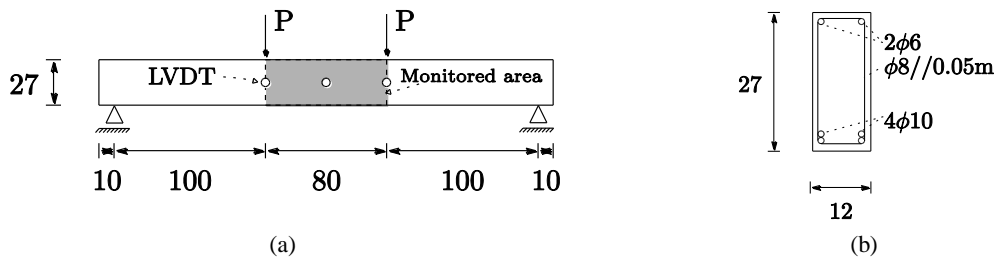 P P
27 LVDT Monitored area
10 100 80 100 10
(a)
27
2ϕ6
ϕ8//0.05m
4ϕ10
12
(b)